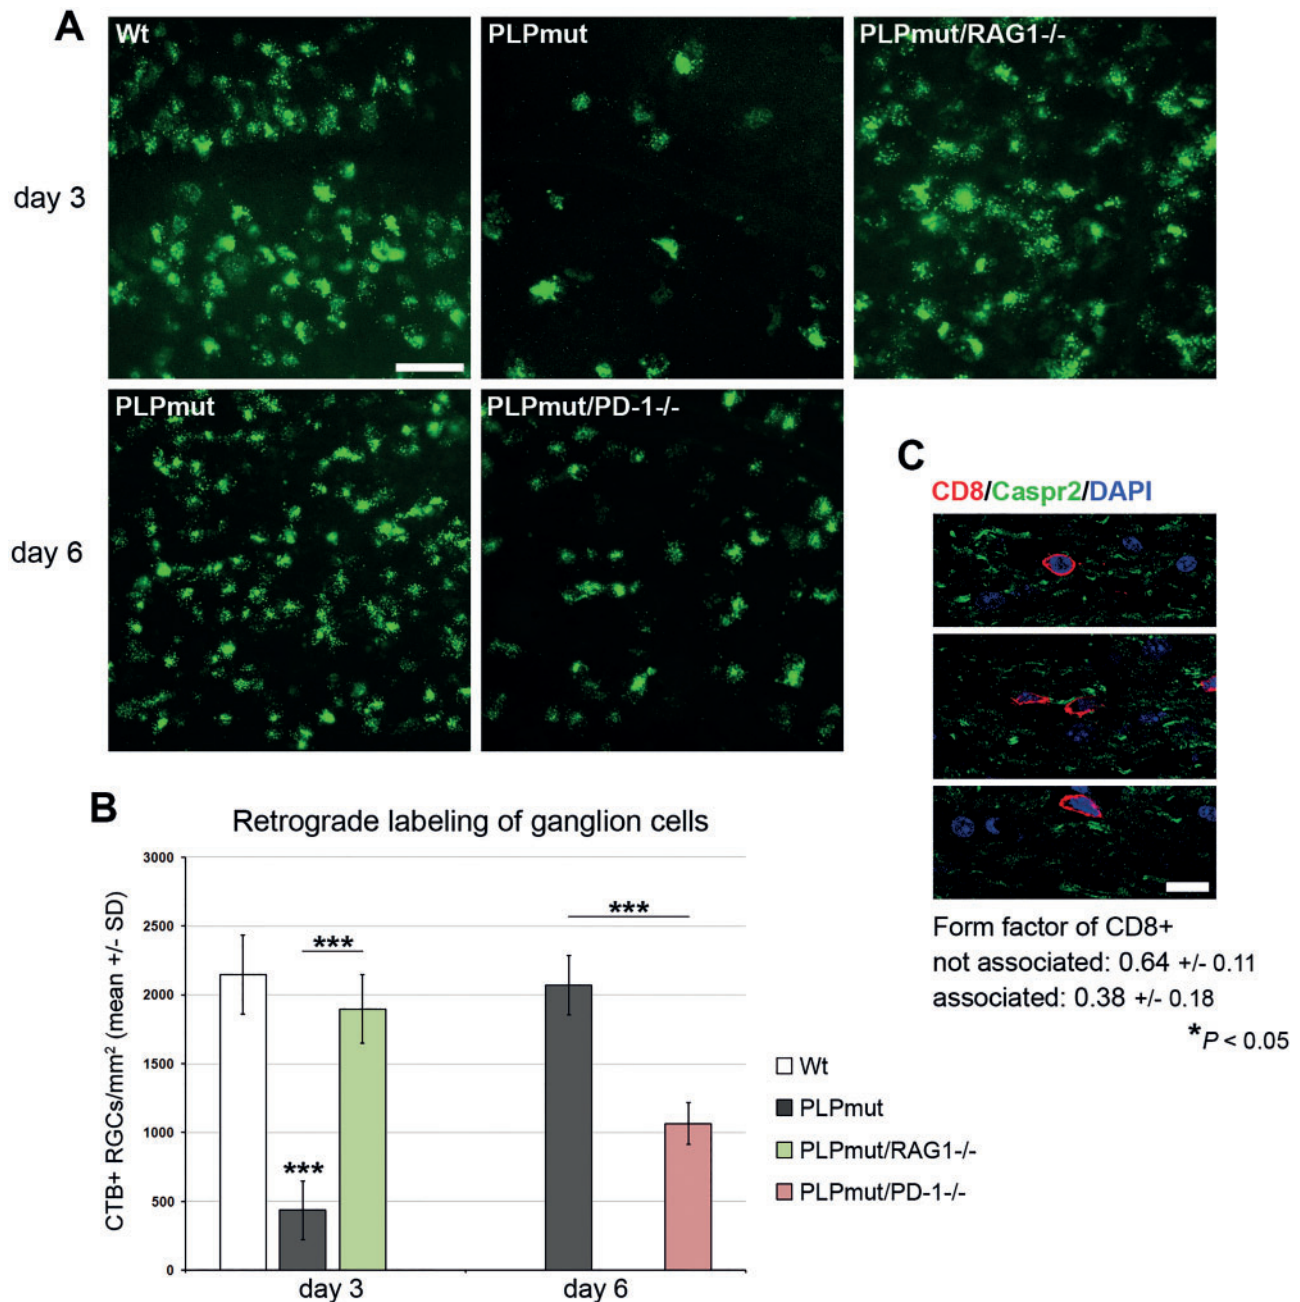 A
Wt
PLPmut
PLPmut/RAG1-/-
day 3
PLPmut
PLPmut/PD-1-/-
day 6
C
CD8/Caspr2/DAPI
Form factor of CD8+
not associated: 0.64 +/- 0.11
associated: 0.38 +/- 0.18
*P < 0.05
B
Retrograde labeling of ganglion cells
CTB+ RGCs/mm² (mean +/- SD)
3000
2500
2000
1500
1000
500
0
***
***
***
day 3
day 6
Wt
PLPmut
PLPmut/RAG1-/-
PLPmut/PD-1-/-